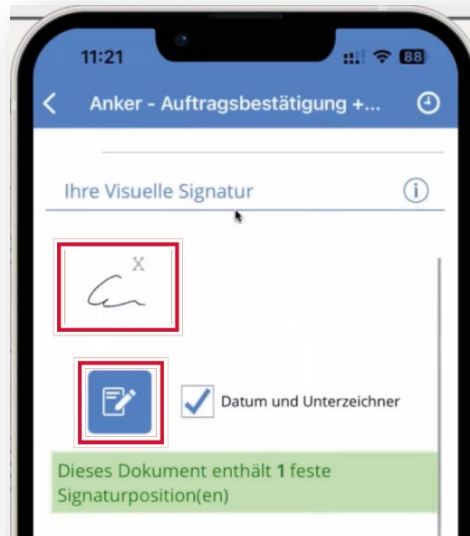 11:21
88
Anker - Auftragsbestätigung +...
Ihre Visuelle Signatur
i
X
Datum und Unterzeichner
Dieses Dokument enthält 1 feste
Signaturposition(en)